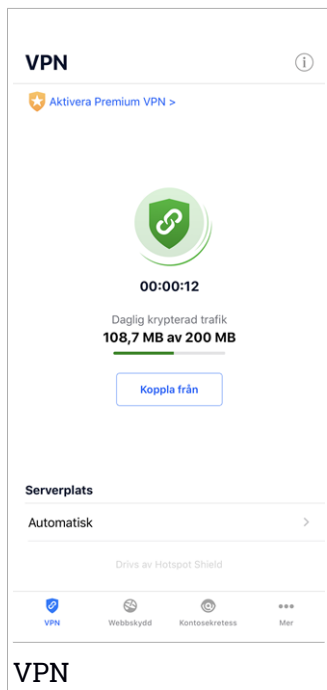 VPN
Aktivera Premium VPN >
00:00:12
Daglig krypterad trafik
108,7 MB av 200 MB
Koppla från
Serverplats
Automatisk
Drivs av Hotspot Shield
VPN Webbskydd Kontosekretess Mer
VPN